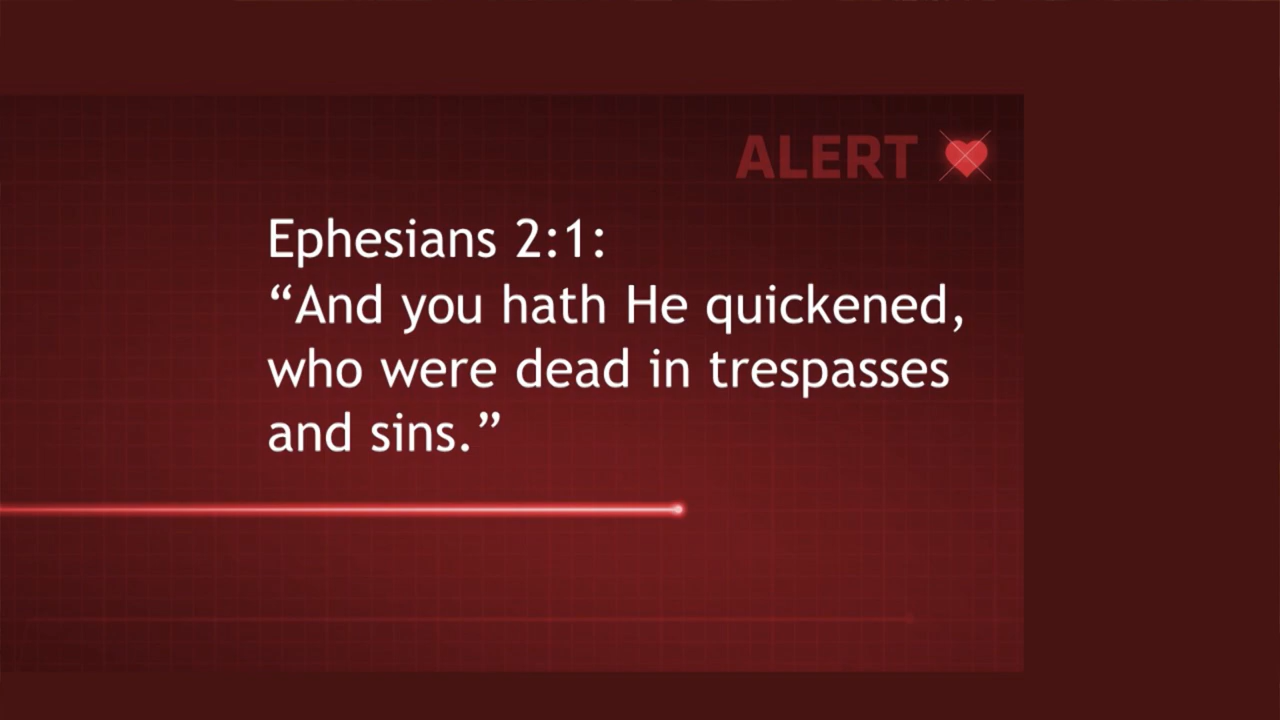 ALERT
Ephesians 2:1:
“And you hath He quickened,
who were dead in trespasses
and sins.”